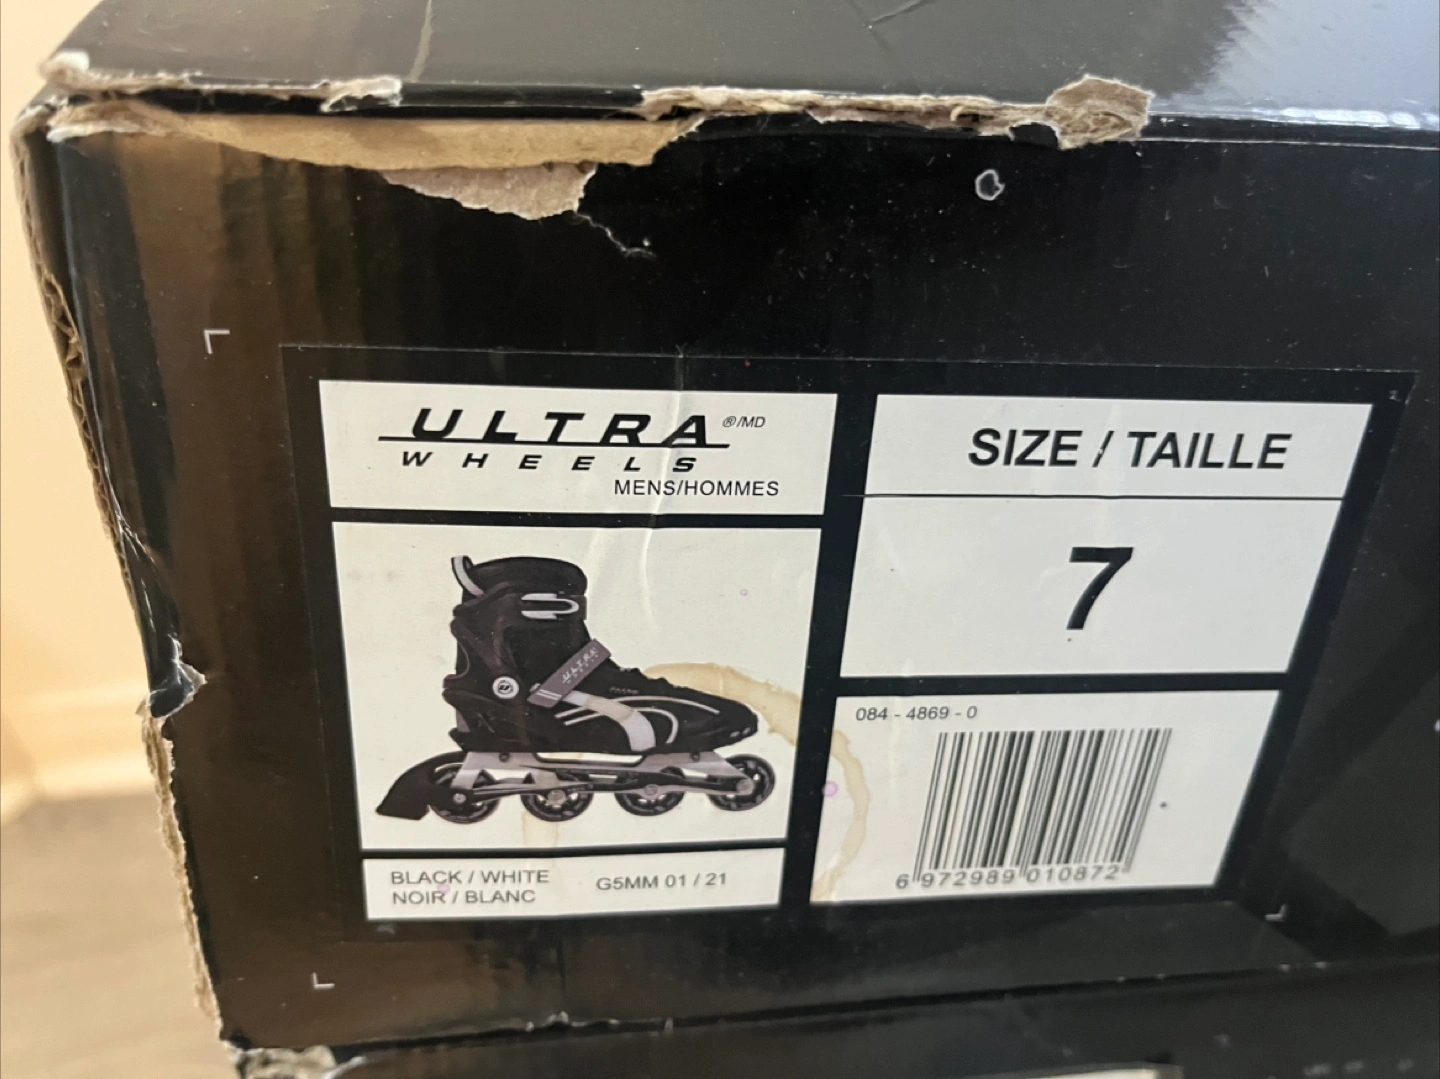 ULTRA ®/MD
WHEELS
MENS/HOMMES
SIZE / TAILLE
7
ULTRA
084 - 4869 - 0
6 972989 010872
BLACK / WHITE
NOIR / BLANC
G5MM 01 / 21